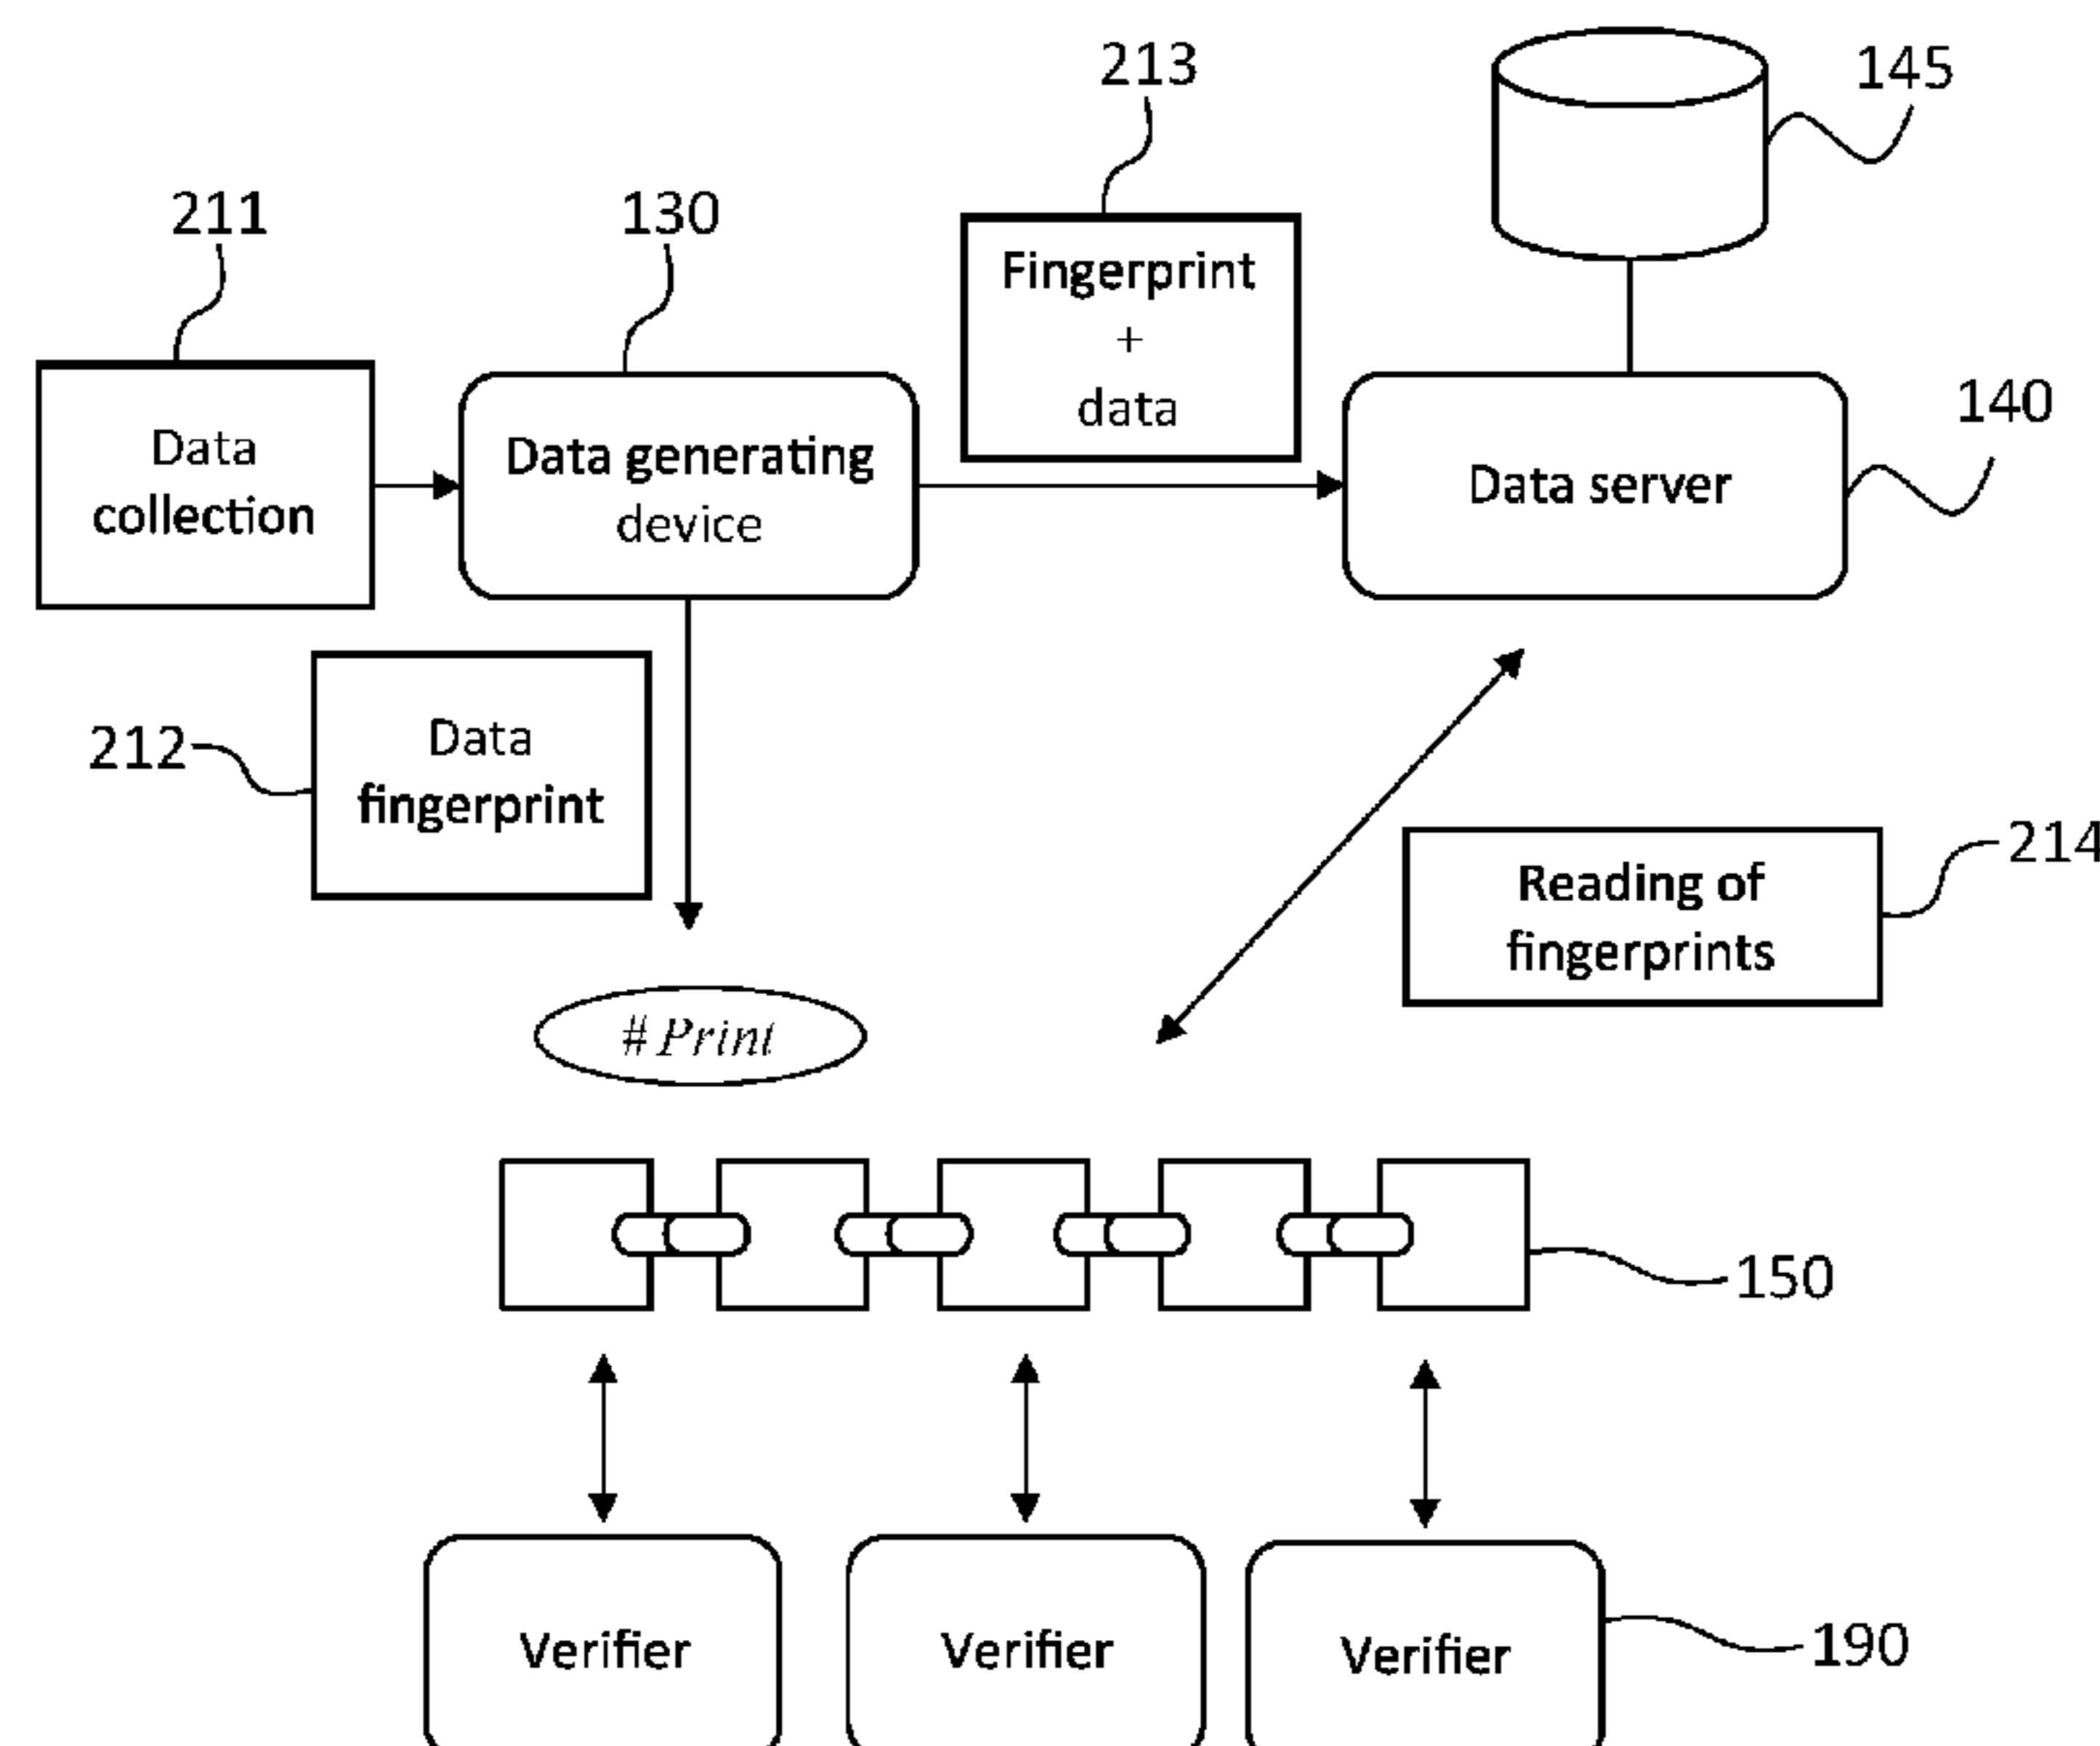 213
145
211
130
Fingerprint
+
data
140
Data
collection
Data generating
device
Data server
212
Data
fingerprint
214
Reading of
fingerprints
# Print
150
Verifier
Verifier
Verifier
190